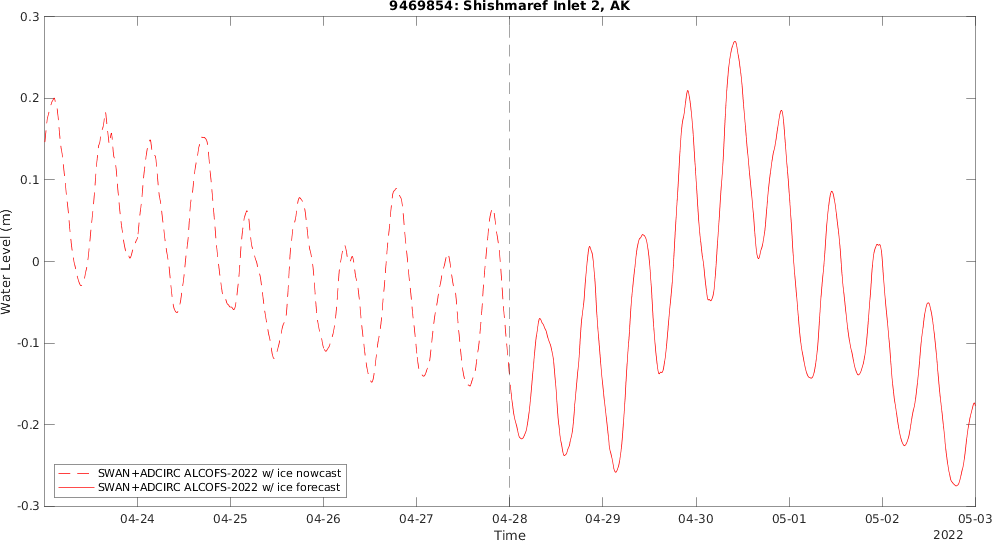 9469854: Shishmaref Inlet 2, AK
0.3
0.2
0.1
0
-0.1
-0.2
-0.3
Water Level (m)
SWAN+ADCIRC ALCOFS-2022 w/ ice nowcast
SWAN+ADCIRC ALCOFS-2022 w/ ice forecast
04-24 04-25 04-26 04-27 04-28 04-29 04-30 05-01 05-02 05-03
Time
2022